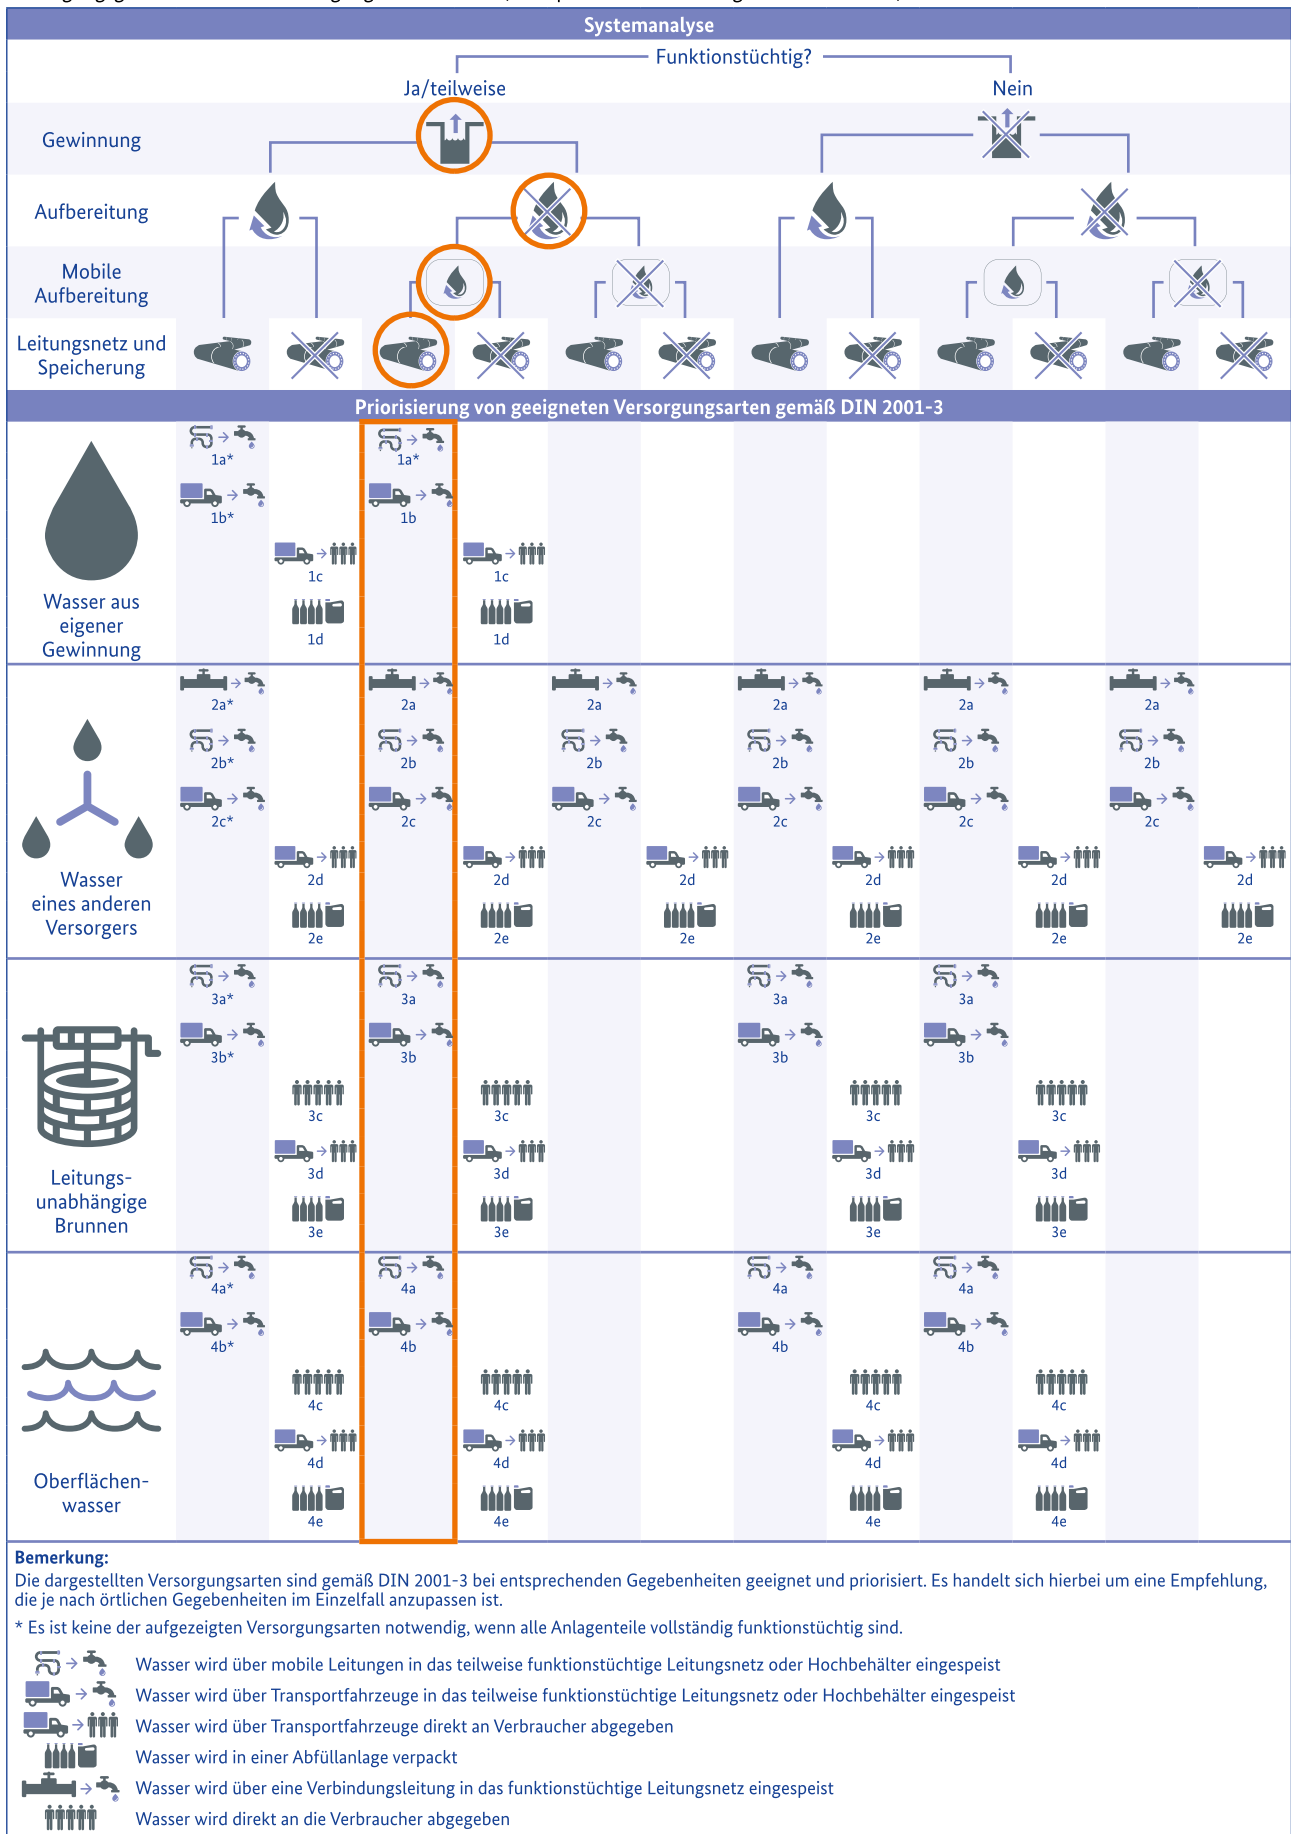 Systemanalyse
Funktionstüchtig?
Ja/teilweise Nein
Gewinnung
Aufbereitung
Mobile
Aufbereitung
Leitungsnetz und
Speicherung
Priorisierung von geeigneten Versorgungsarten gemäß DIN 2001-3
Wasser aus
eigener
Gewinnung
1a* 1a*
1b* 1b
1c 1c
1d 1d
Wasser
eines anderen
Versorgers
2a* 2a 2a 2a 2a 2a
2b* 2b 2b 2b 2b 2b
2c* 2c 2c 2c 2c 2c
2d 2d 2d 2d 2d 2d
2e 2e 2e 2e 2e 2e
Leitungs-
unabhängige
Brunnen
3a* 3a 3a 3a
3b* 3b 3b 3b
3c 3c 3c 3c
3d 3d 3d 3d
3e 3e 3e 3e
Oberflächen-
wasser
4a* 4a 4a 4a
4b* 4b 4b 4b
4c 4c 4c 4c
4d 4d 4d 4d
4e 4e 4e 4e
Bemerkung:
Die dargestellten Versorgungsarten sind gemäß DIN 2001-3 bei entsprechenden Gegebenheiten geeignet und priorisiert. Es handelt sich hierbei um eine Empfehlung,
die je nach örtlichen Gegebenheiten im Einzelfall anzupassen ist.
* Es ist keine der aufgezeigten Versorgungsarten notwendig, wenn alle Anlagenteile vollständig funktionstüchtig sind.
Wasser wird über mobile Leitungen in das teilweise funktionstüchtige Leitungsnetz oder Hochbehälter eingespeist
Wasser wird über Transportfahrzeuge in das teilweise funktionstüchtige Leitungsnetz oder Hochbehälter eingespeist
Wasser wird über Transportfahrzeuge direkt an Verbraucher abgegeben
Wasser wird in einer Abfüllanlage verpackt
Wasser wird über eine Verbindungsleitung in das funktionstüchtige Leitungsnetz eingespeist
Wasser wird direkt an die Verbraucher abgegeben